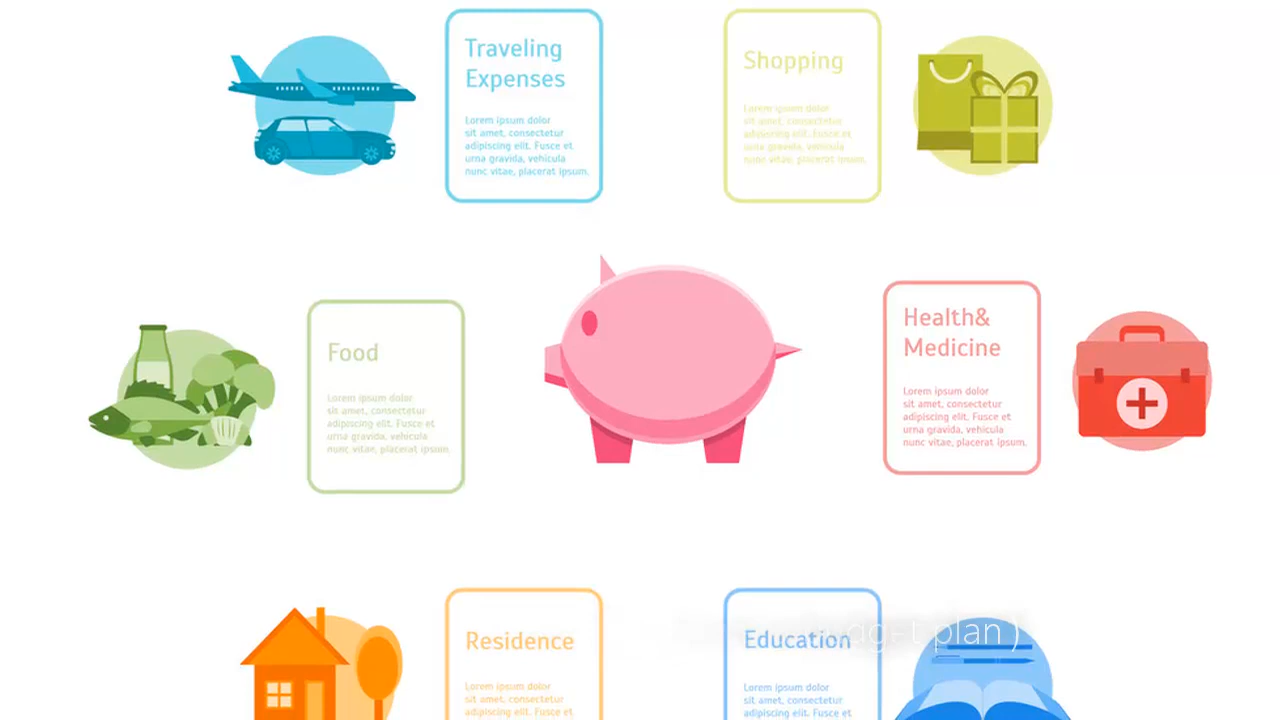 Traveling
Expenses
Lorem ipsum dolor
sit amet, consectetur
adipiscing elit. Fusce et
urna gravida, vehicula
nunc vitae, placerat ipsum.
Shopping
Lorem ipsum dolor
sit amet, consectetur
adipiscing elit. Fusce et
urna gravida, vehicula
nunc vitae, placerat ipsum.
Food
Lorem ipsum dolor
sit amet, consectetur
adipiscing elit. Fusce et
urna gravida, vehicula
nunc vitae, placerat ipsum.
Health&
Medicine
Lorem ipsum dolor
sit amet, consectetur
adipiscing elit. Fusce et
urna gravida, vehicula
nunc vitae, placerat ipsum.
Residence
Lorem ipsum dolor
sit amet, consectetur
adipiscing elit. Fusce et
Education
plan )
Lorem ipsum dolor
sit amet, consectetur
adipiscing elit. Fusce et